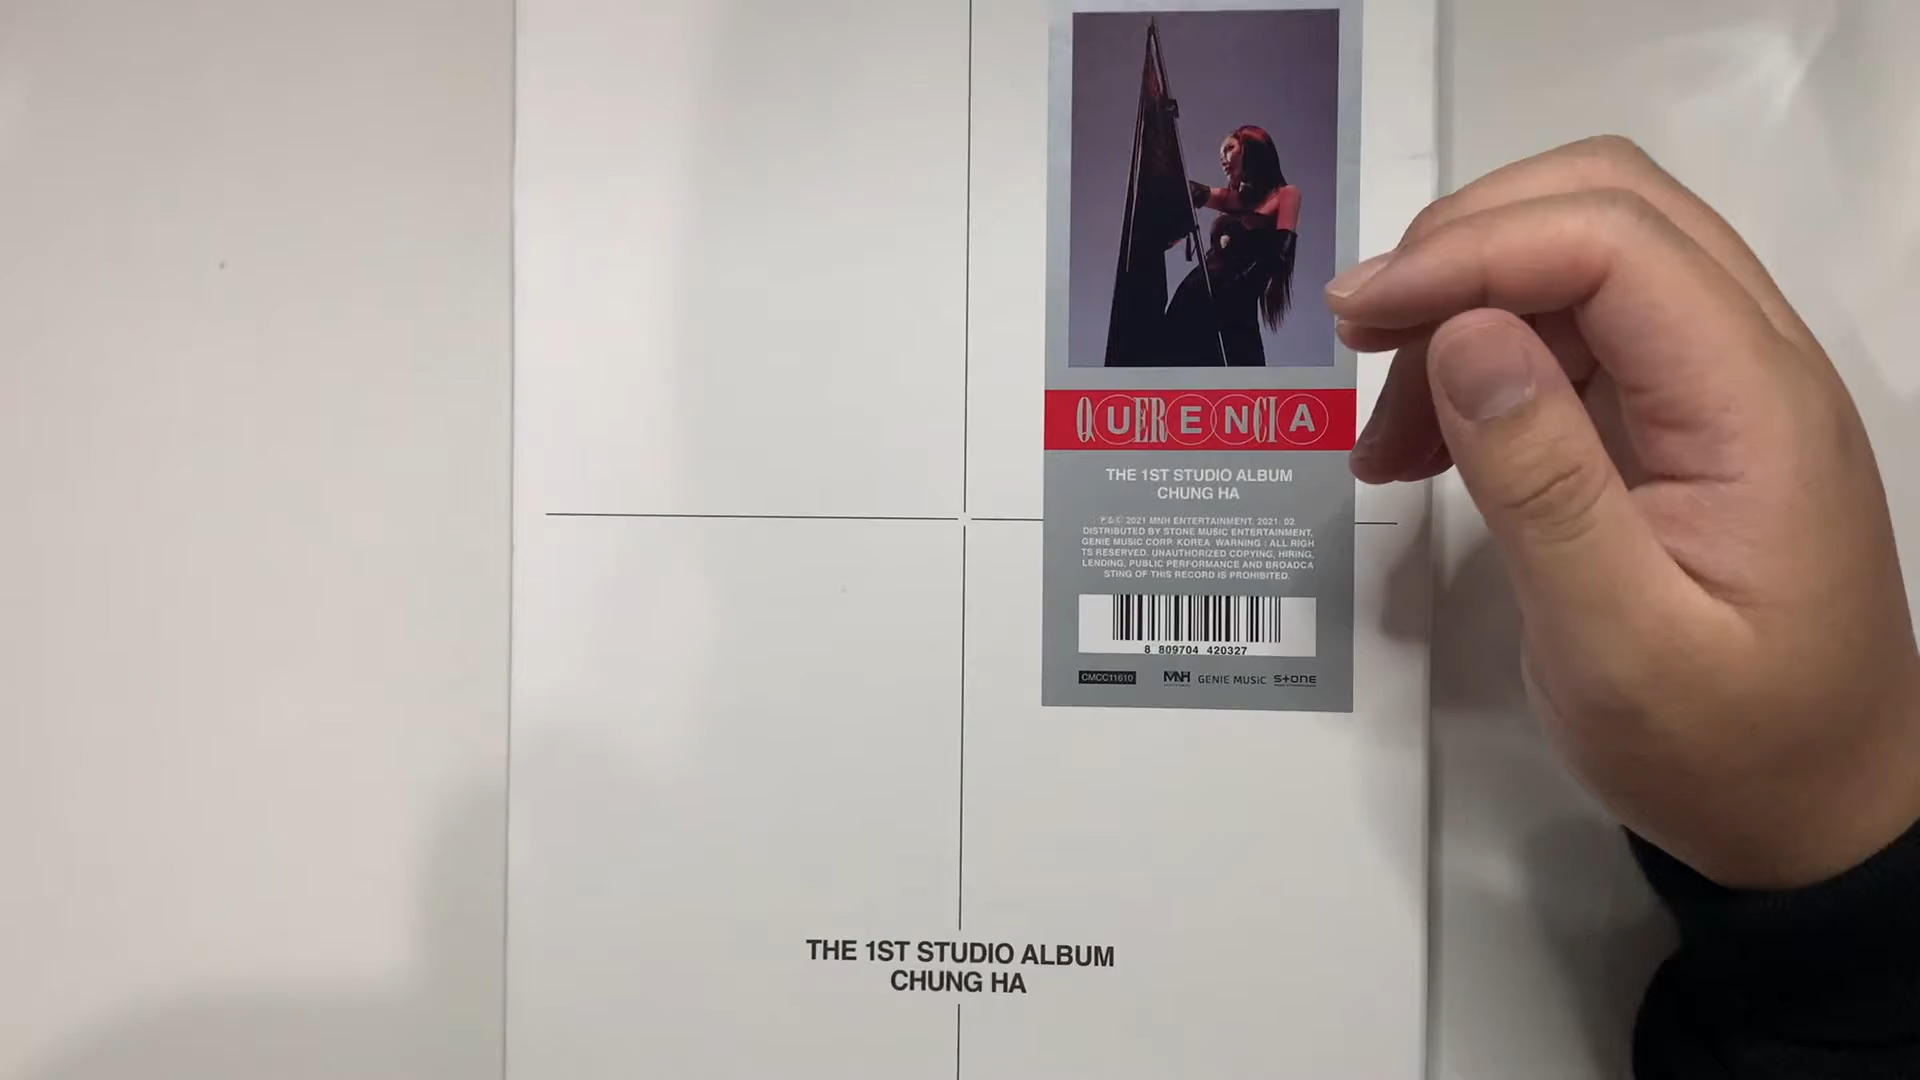 QUERENCIA
THE 1ST STUDIO ALBUM
CHUNG HA
℗&© 2021 MNH ENTERTAINMENT. 2021. 02
DISTRIBUTED BY STONE MUSIC ENTERTAINMENT,
GENIE MUSIC CORP. KOREA WARNING : ALL RIGH
TS RESERVED. UNAUTHORIZED COPYING, HIRING,
LENDING, PUBLIC PERFORMANCE AND BROADCA
STING OF THIS RECORD IS PROHIBITED.
8 809704 420327
CMCC11610 MNH GENIE MUSIC STONE
THE 1ST STUDIO ALBUM
CHUNG HA